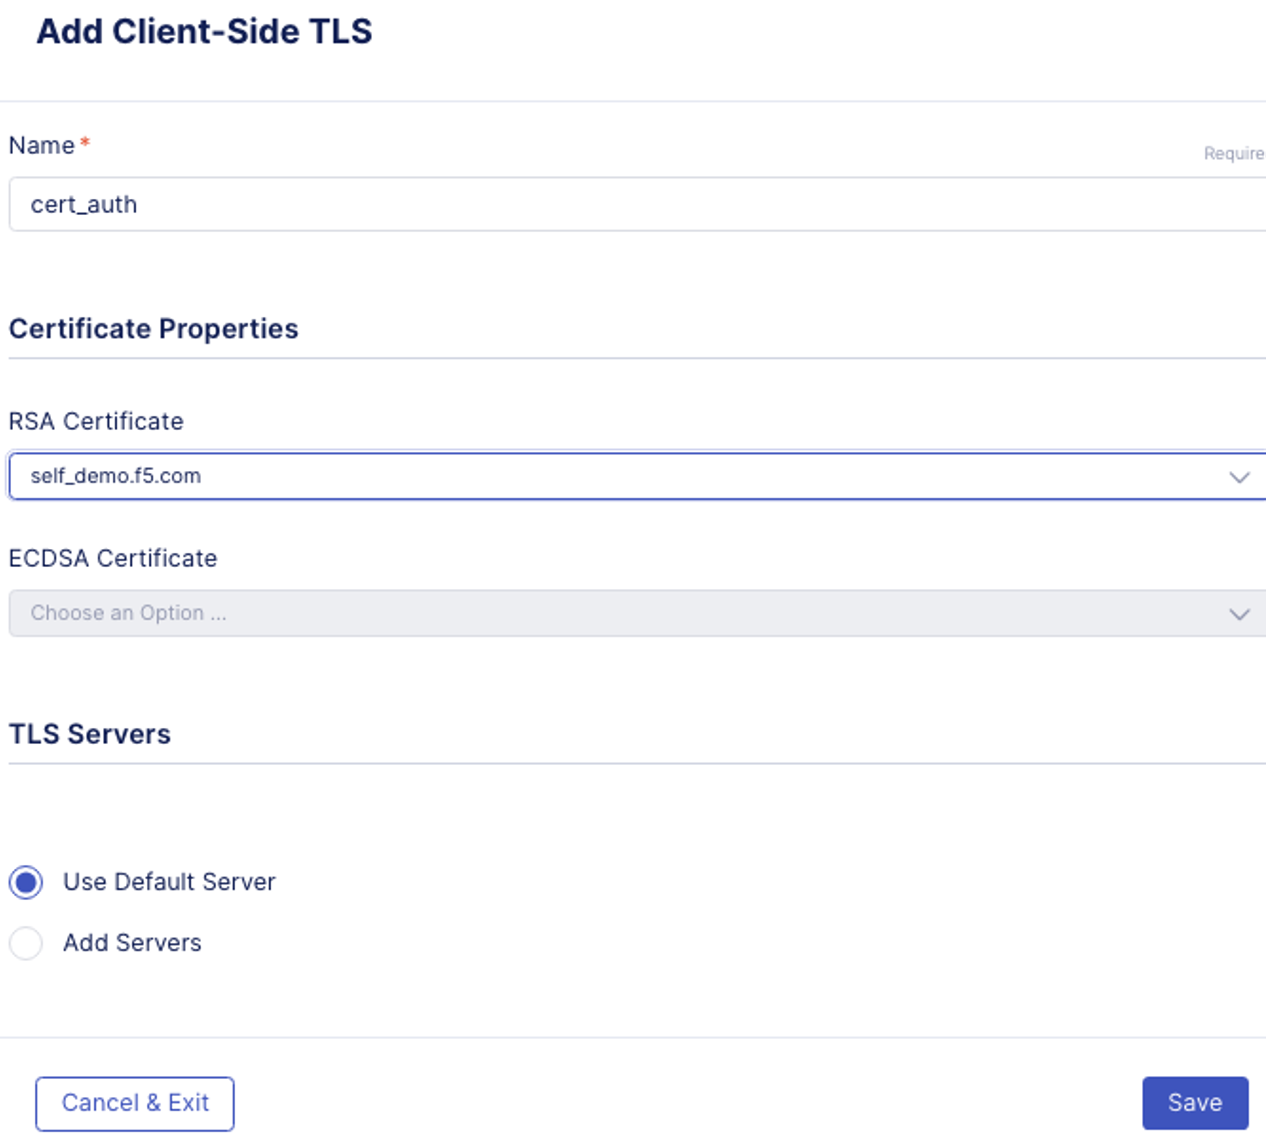 Add Client-Side TLS
Name*
Require
cert_auth
Certificate Properties
RSA Certificate
self_demo.f5.com
ECDSA Certificate
Choose an Option ...
TLS Servers
Use Default Server
Add Servers
Cancel & Exit
Save